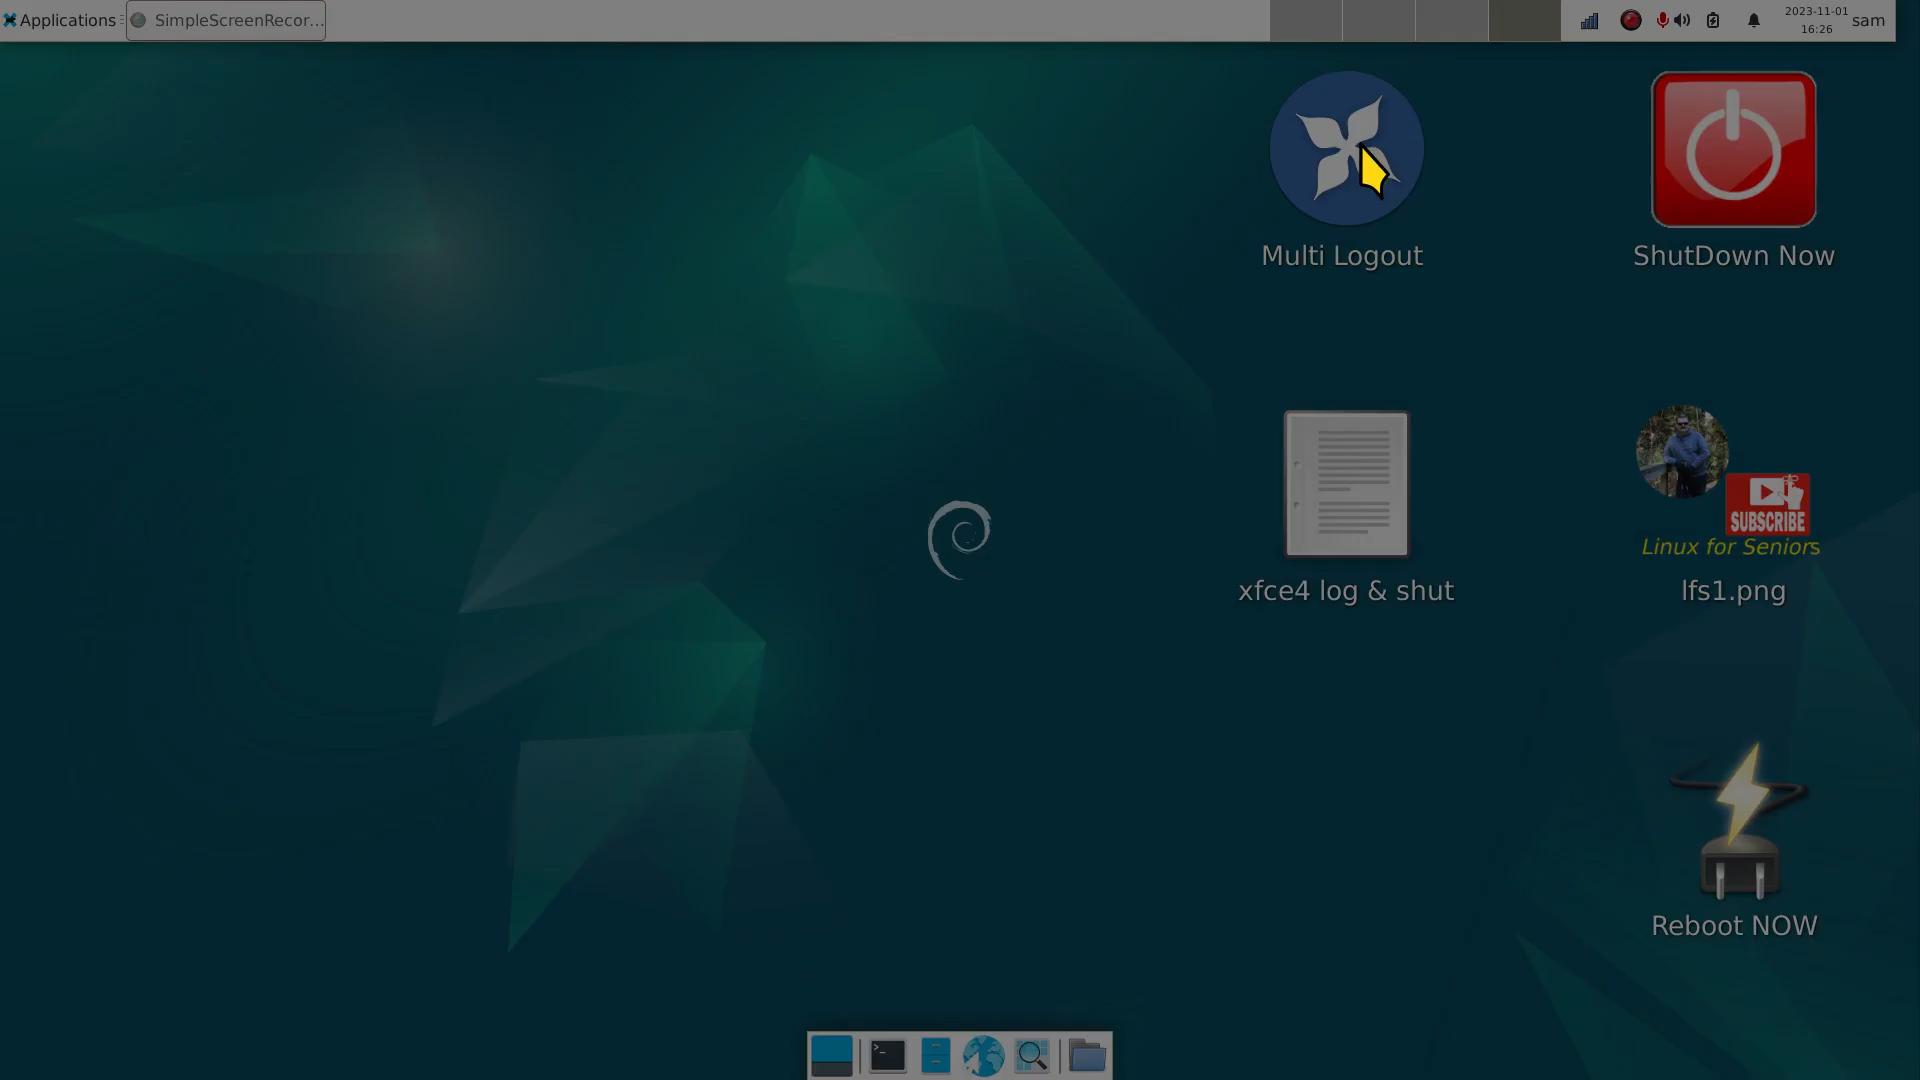 Applications
SimpleScreenRecor...
2023-11-01
16:26
sam
Multi Logout
ShutDown Now
xfce4 log & shut
SUBSCRIBE
Linux for Seniors
lfs1.png
Reboot NOW
>_